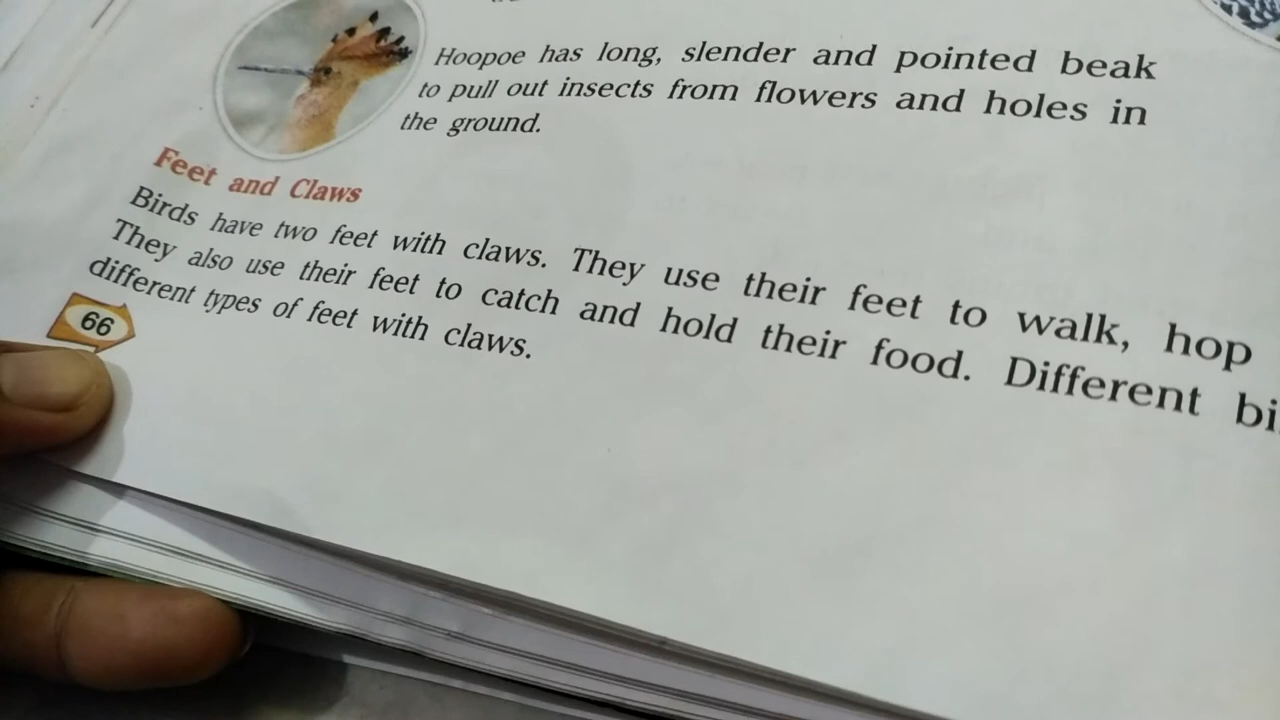 Hoopoe has long, slender and pointed beak
to pull out insects from flowers and holes in
the ground.
Feet and Claws
Birds have two feet with claws. They use their feet to walk, hop
They also use their feet to catch and hold their food. Different
different types of feet with claws.
66